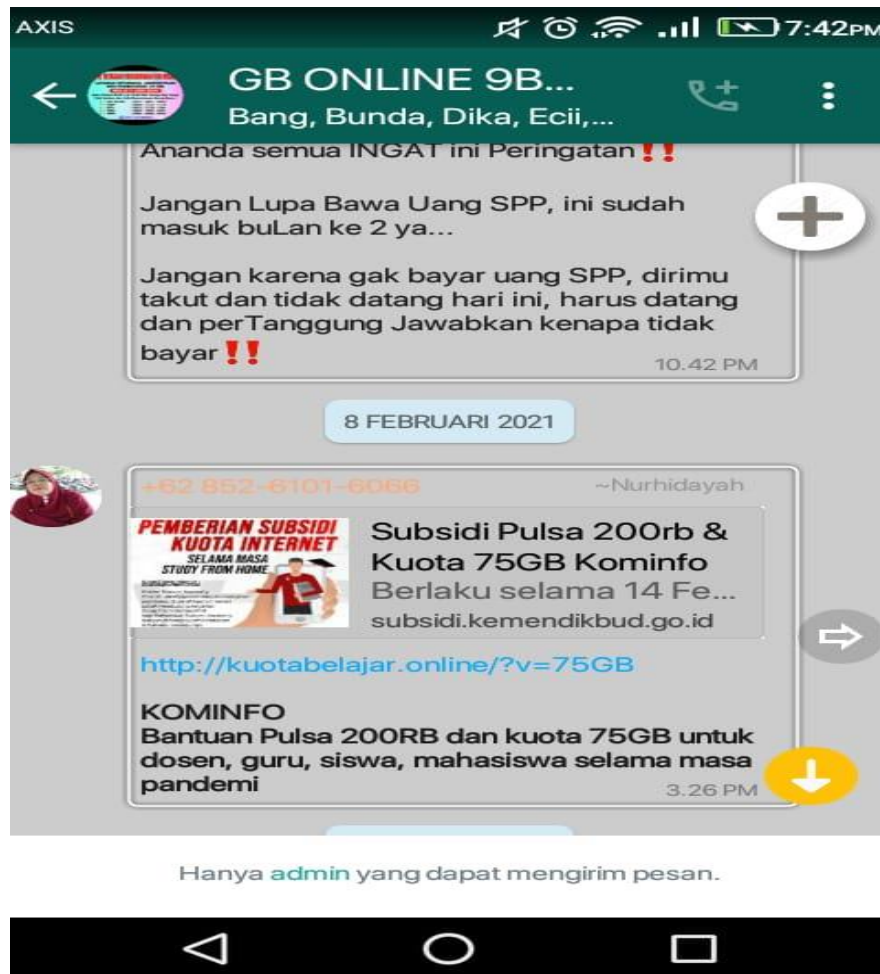 AXIS
7:42PM
GB ONLINE 9B...
Bang, Bunda, Dika, Ecii,...
Ananda semua INGAT ini Peringatan‼
Jangan Lupa Bawa Uang SPP, ini sudah
masuk buLan ke 2 ya...
Jangan karena gak bayar uang SPP, dirimu
takut dan tidak datang hari ini, harus datang
dan perTanggung Jawabkan kenapa tidak
bayar‼
10.42 PM
8 FEBRUARI 2021
+62 852-6101-6066 ~Nurhidayah
PEMBERIAN SUBSIDI
KUOTA INTERNET
SELAMA MASA
STUDY FROM HOME
Subsidi Pulsa 200rb &
Kuota 75GB Kominfo
Berlaku selama 14 Fe...
subsidi.kemendikbud.go.id
http://kuotabelajar.online/?v=75GB
KOMINFO
Bantuan Pulsa 200RB dan kuota 75GB untuk
dosen, guru, siswa, mahasiswa selama masa
pandemi
3.26 PM
Hanya admin yang dapat mengirim pesan.